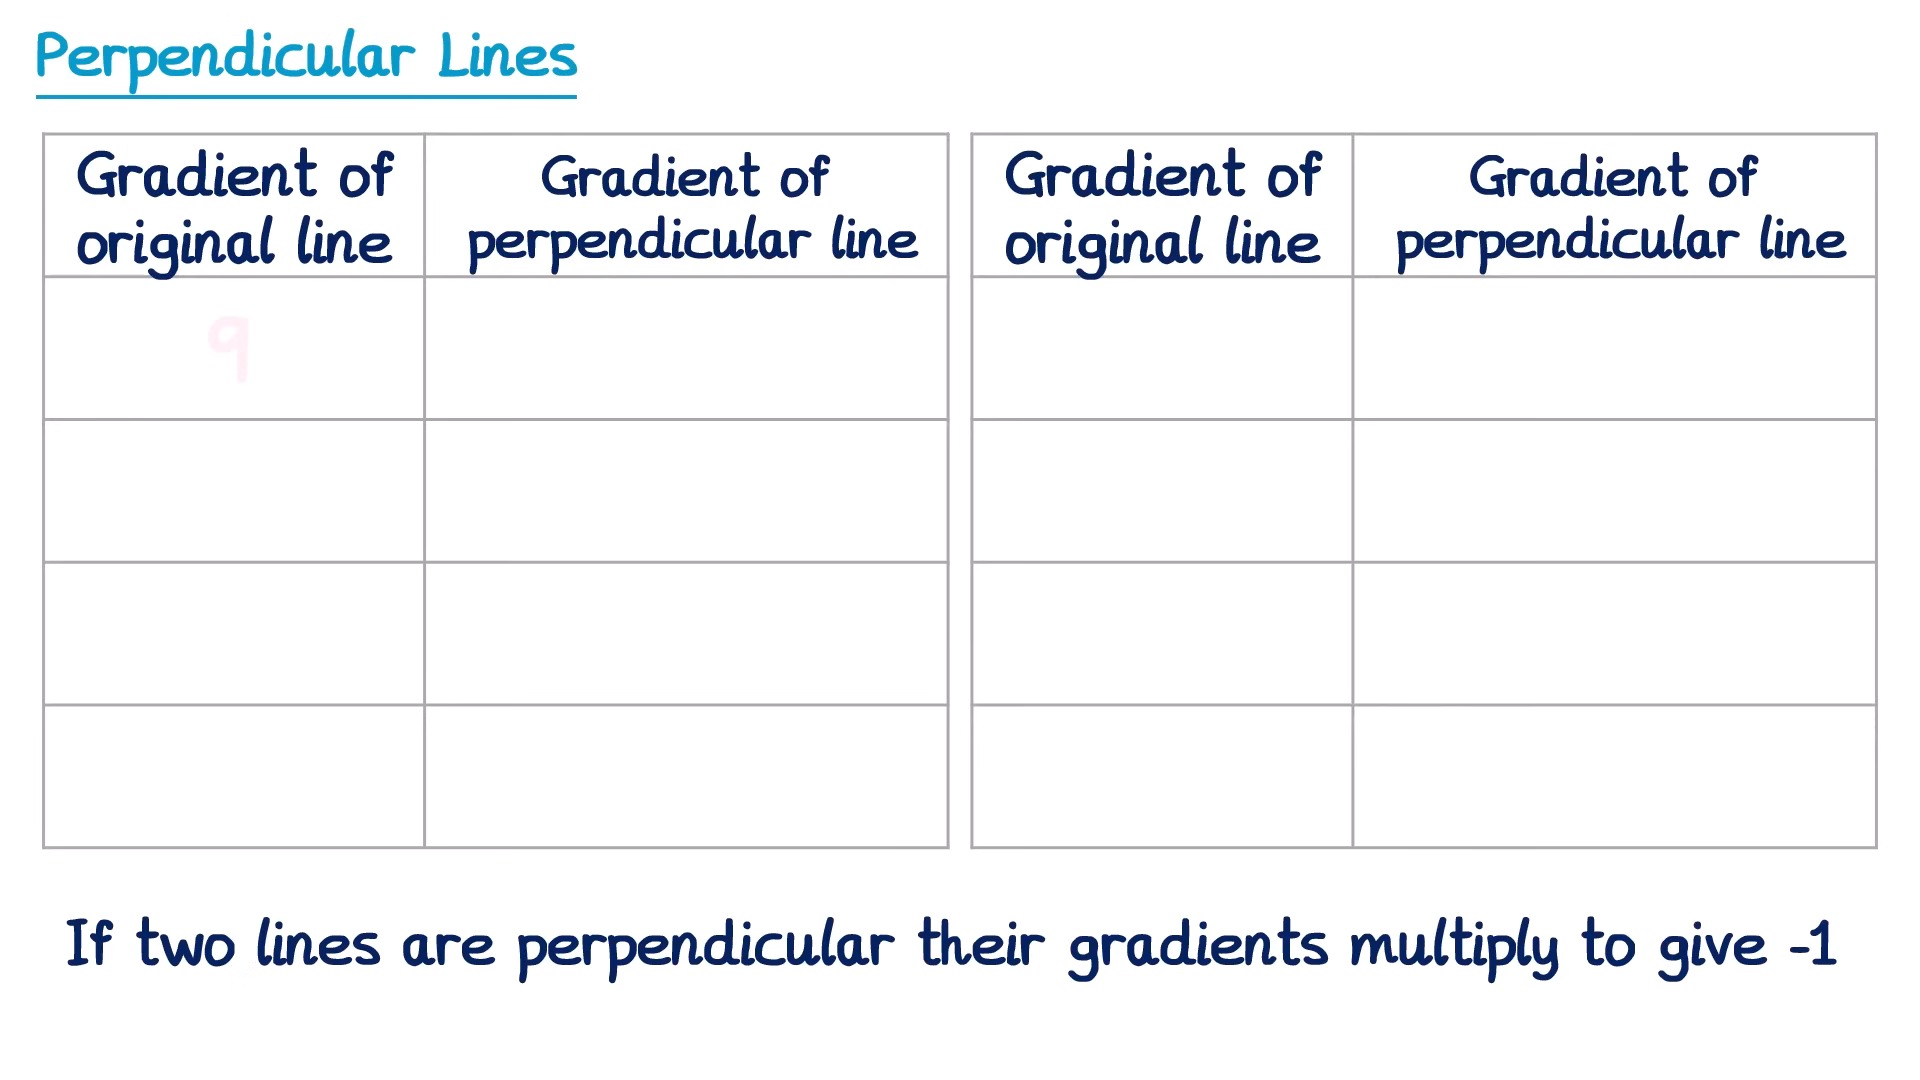 Perpendicular Lines
Gradient of
original line
Gradient of
perpendicular line
Gradient of
original line
Gradient of
perpendicular line
9
If two lines are perpendicular their gradients multiply to give -1